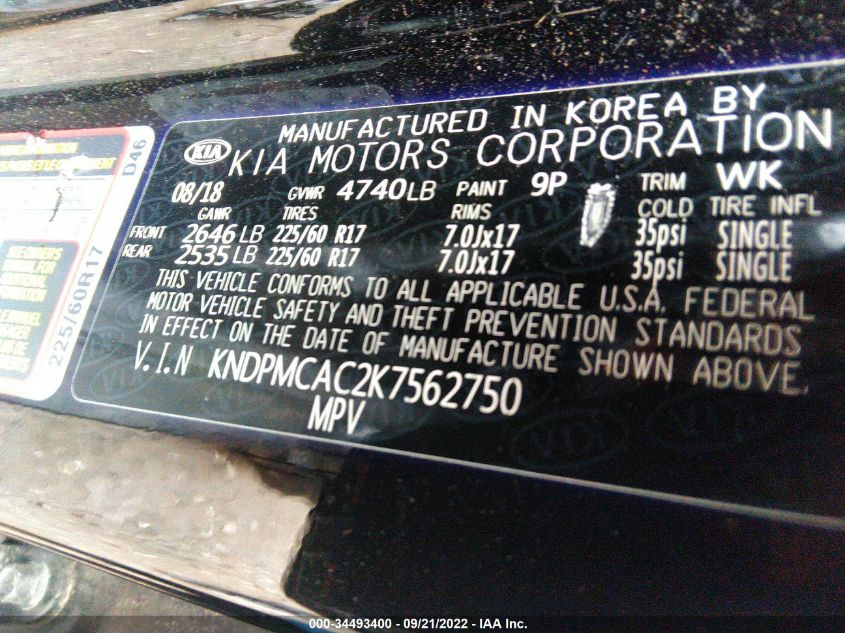 MANUFACTURED IN KOREA BY
KIA KIA MOTORS CORPORATION
08/18 GVWR 4740LB PAINT 9P TRIM WK
GAWR TIRES RIMS COLD TIRE INFL
FRONT 2646 LB 225/60 R17 7.0Jx17 35psi SINGLE
REAR 2535 LB 225/60 R17 7.0Jx17 35psi SINGLE
THIS VEHICLE CONFORMS TO ALL APPLICABLE U.S.A. FEDERAL
MOTOR VEHICLE SAFETY AND THEFT PREVENTION STANDARDS
IN EFFECT ON THE DATE OF MANUFACTURE SHOWN ABOVE.
V.I.N KNDPMCAC2K7562750
MPV
D46
225/60R17
000-34493400 - 09/21/2022 - IAA Inc.